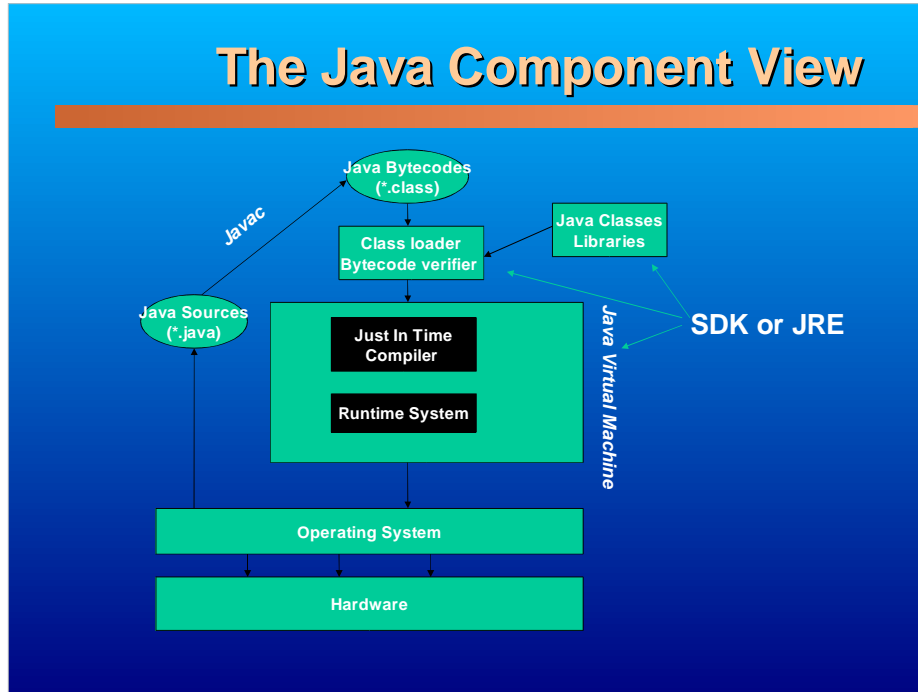 The Java Component View
Java Bytecodes
(*.class)
Javac
Class loader
Bytecode verifier
Java Classes
Libraries
Java Sources
(*.java)
Just In Time
Compiler
Runtime System
Java Virtual Machine
SDK or JRE
Operating System
Hardware